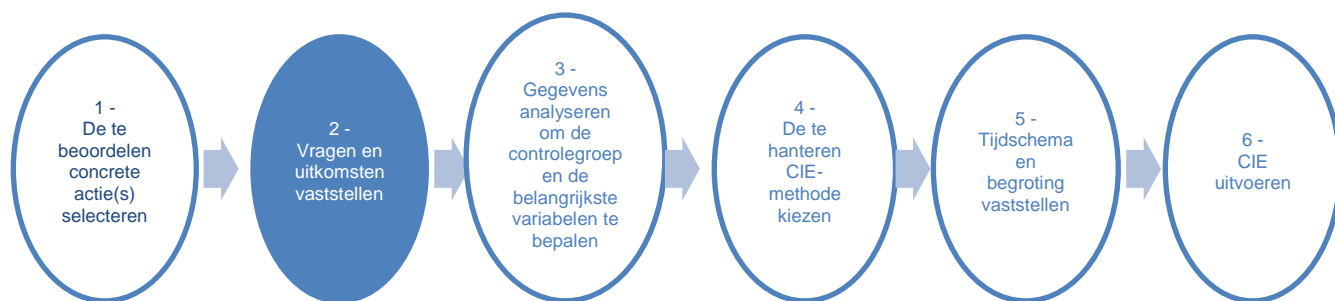 1 -
De te
beoordelen
concrete
actie(s)
selecteren
2 -
Vragen en
uitkomsten
vaststellen
3 -
Gegevens
analyseren
om de
controlegroep
en de
belangrijkste
variabelen te
bepalen
4 -
De te
hanteren
CIE-
methode
kiezen
5 -
Tijdschema
en
begroting
vaststellen
6 -
CIE
uitvoeren